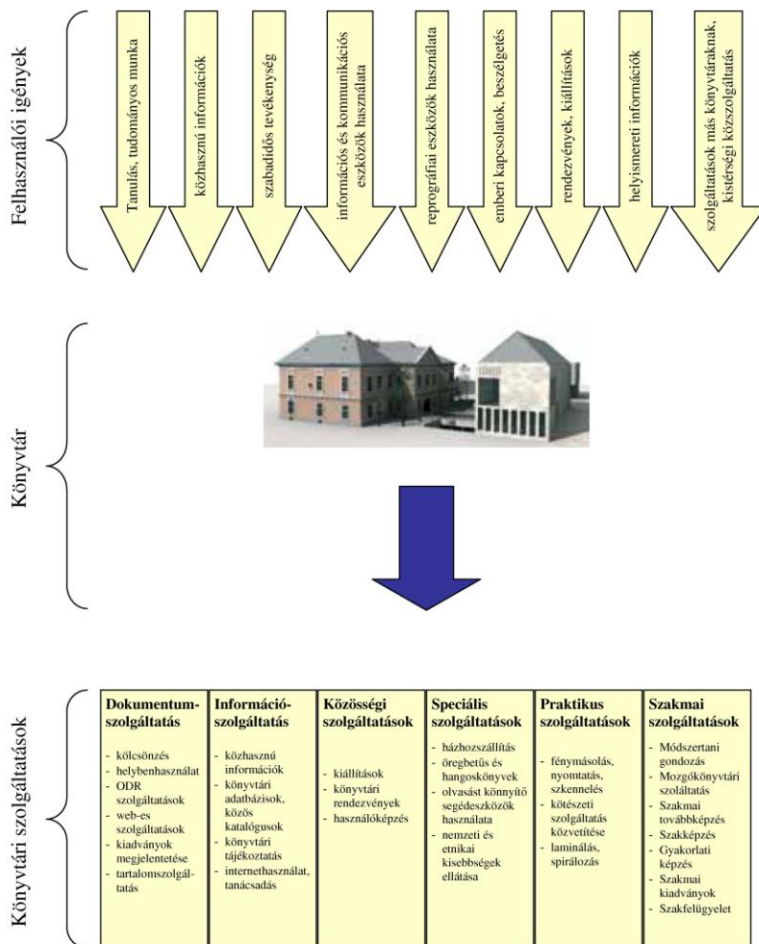 Felhasználói igények
Tanulás, tudományos munka
közhasznú információk
szabadidős tevékenység
információs és kommunikációs
eszközök használata
reprográfiai eszközök használata
emberi kapcsolatok, beszélgetés
rendezvények, kiállítások
helyismereti információk
szolgáltatások más könyvtáraknak,
kistérségi közszolgáltatás
Könyvtár
Könyvtári szolgáltatások
Dokumentum-
szolgáltatás
- kölcsönzés
- helybenhasználat
- ODR
szolgáltatások
- web-es
szolgáltatások
- kiadványok
megjelentetése
- tartalomszolgál-
tatás
Információ-
szolgáltatás
- közhasznú
információk
- könyvtári
adatbázisok,
közös
katalógusok
- könyvtári
tájékoztatás
- internethasználat,
tanácsadás
Közösségi
szolgáltatások
- kiállítások
- könyvtári
rendezvények
- használóképzés
Speciális
szolgáltatások
- házhozszállítás
- öregbetűs és
hangoskönyvek
- olvasást könnyítő
segédeszközök
használata
- nemzeti és
etnikai
kisebbségek
ellátása
Praktikus
szolgáltatások
- fénymásolás,
nyomtatás,
szkennelés
- kötészeti
szolgáltatás
közvetítése
- laminálás,
spirálozás
Szakmai
szolgáltatások
- Módszertani
gondozás
- Mozgókönyvtári
szoláltatás
- Szakmai
továbbképzés
- Szakképzés
- Gyakorlati
képzés
- Szakmai
kiadványok
- Szakfelügyelet